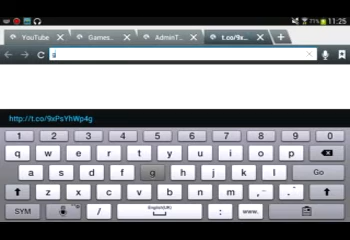 71% 11:25
YouTube Games.. AdminT.. t.co/9x..
g
http://t.co/9xPsYhWp4g
1 2 3 4 5 6 7 8 9 0
q w e r t y u i o p
a s d f g h j k l Go
z x c v b n m
SYM / English(UK) : www.